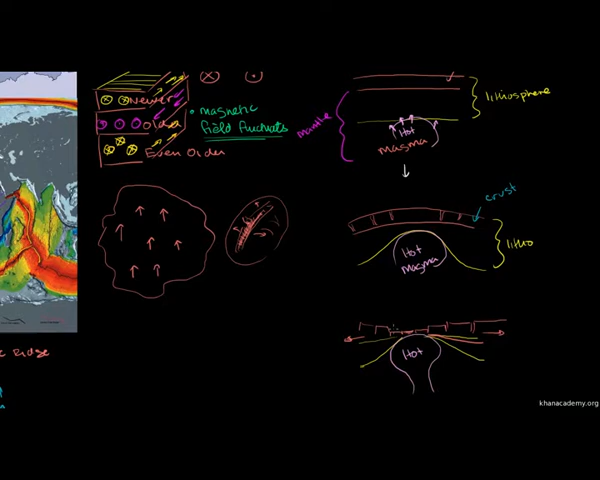 Newer
Older
Even Older
• magnetic
field fluctuates
mantle
Hot
magma
lithosphere
crust
Hot
magma
litho
Hot
Ridge
khanacademy.org